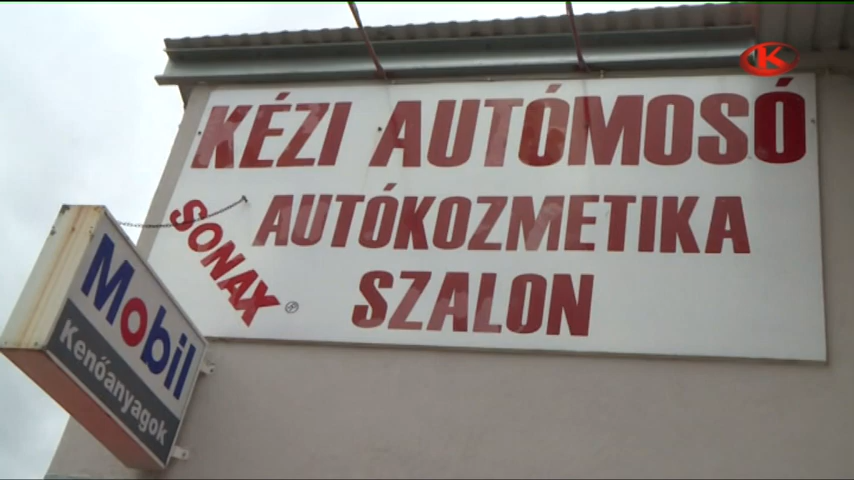 K
KÉZI AUTÓMOSÓ
SONAX ®
AUTÓKOZMETIKA
SZALON
Mobil
Kenőanyagok